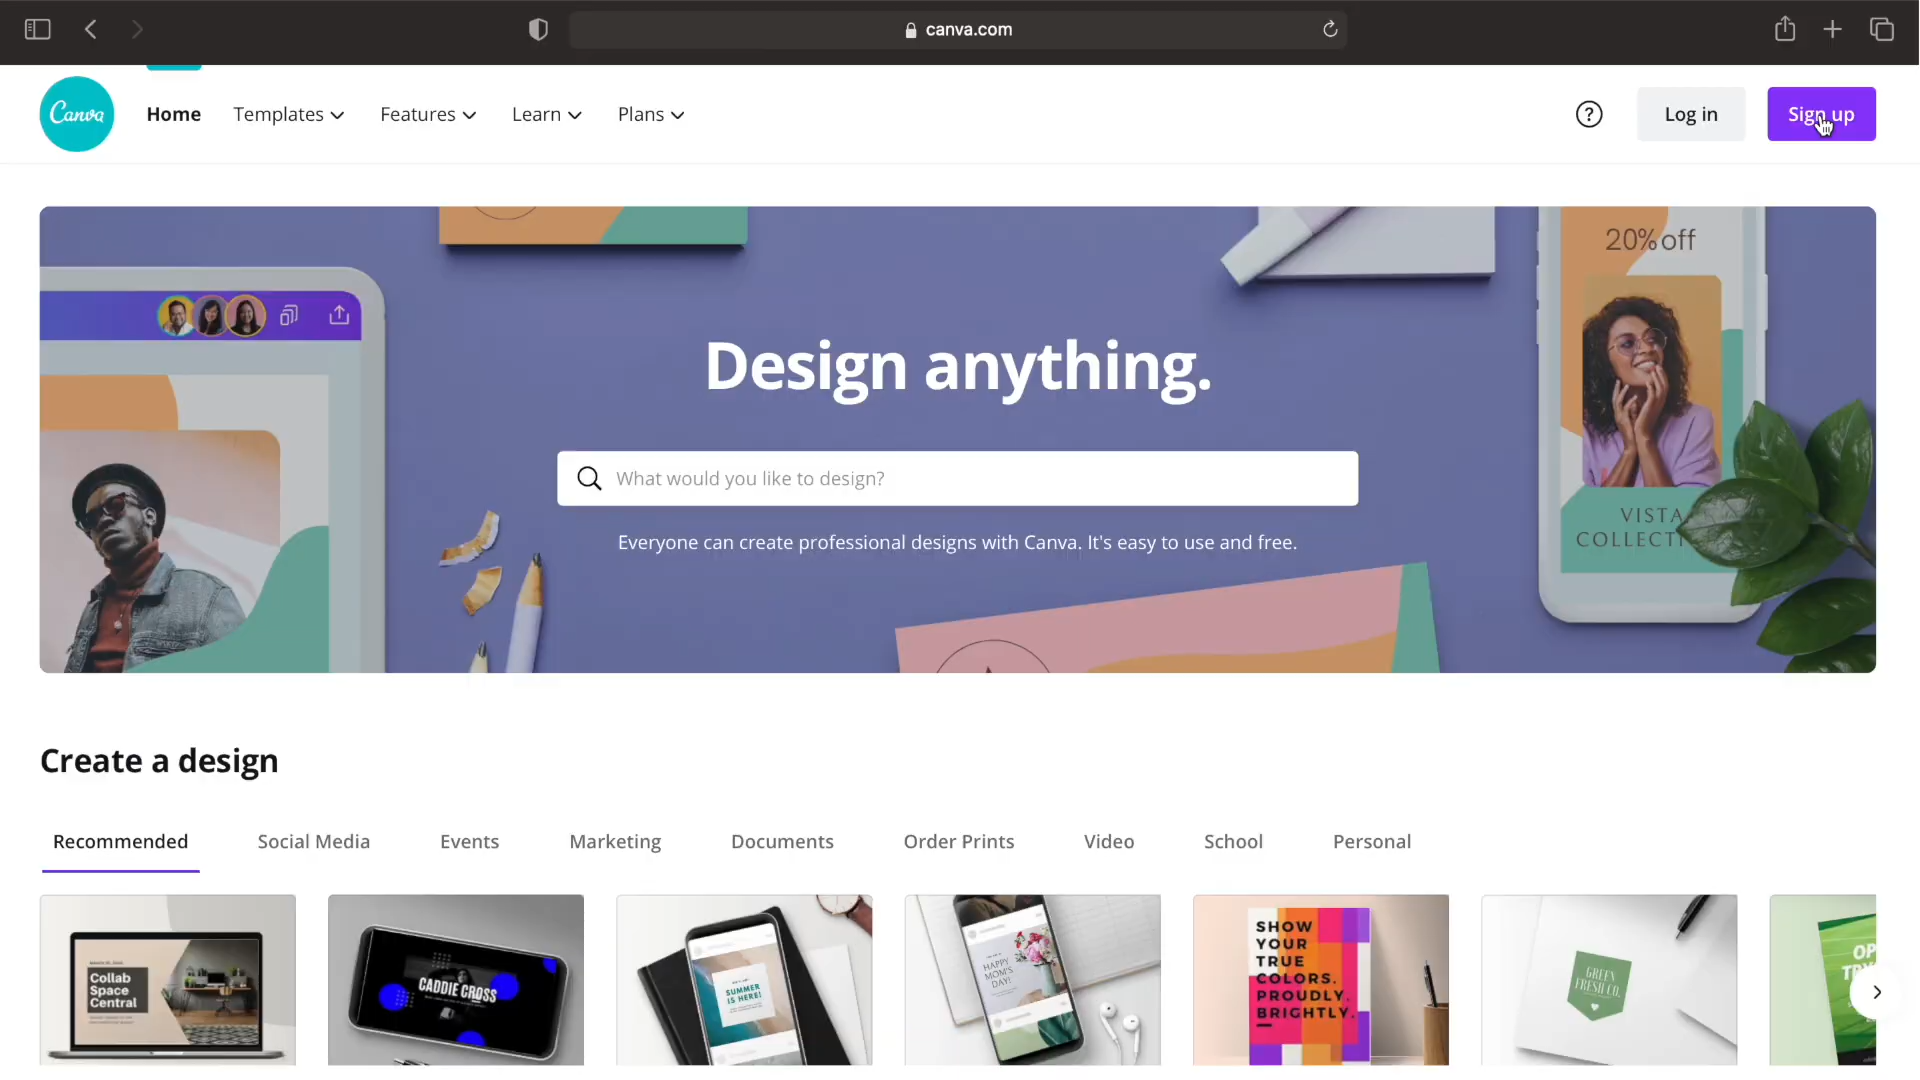 canva.com
Canva
Home
Templates
Features
Learn
Plans
?
Log in
Sign up
20% off
Design anything.
What would you like to design?
Everyone can create professional designs with Canva. It's easy to use and free.
VISTA
Create a design
Recommended
Social Media
Events
Marketing
Documents
Order Prints
Video
School
Personal
Collab
Space
Central
CADDIE CROSS
SUMMER
IS HERE!
HAPPY
MOM'S
DAY!
SHOW
YOUR
TRUE
COLORS.
PROUDLY.
BRIGHTLY.
GREEN
FRESH CO.